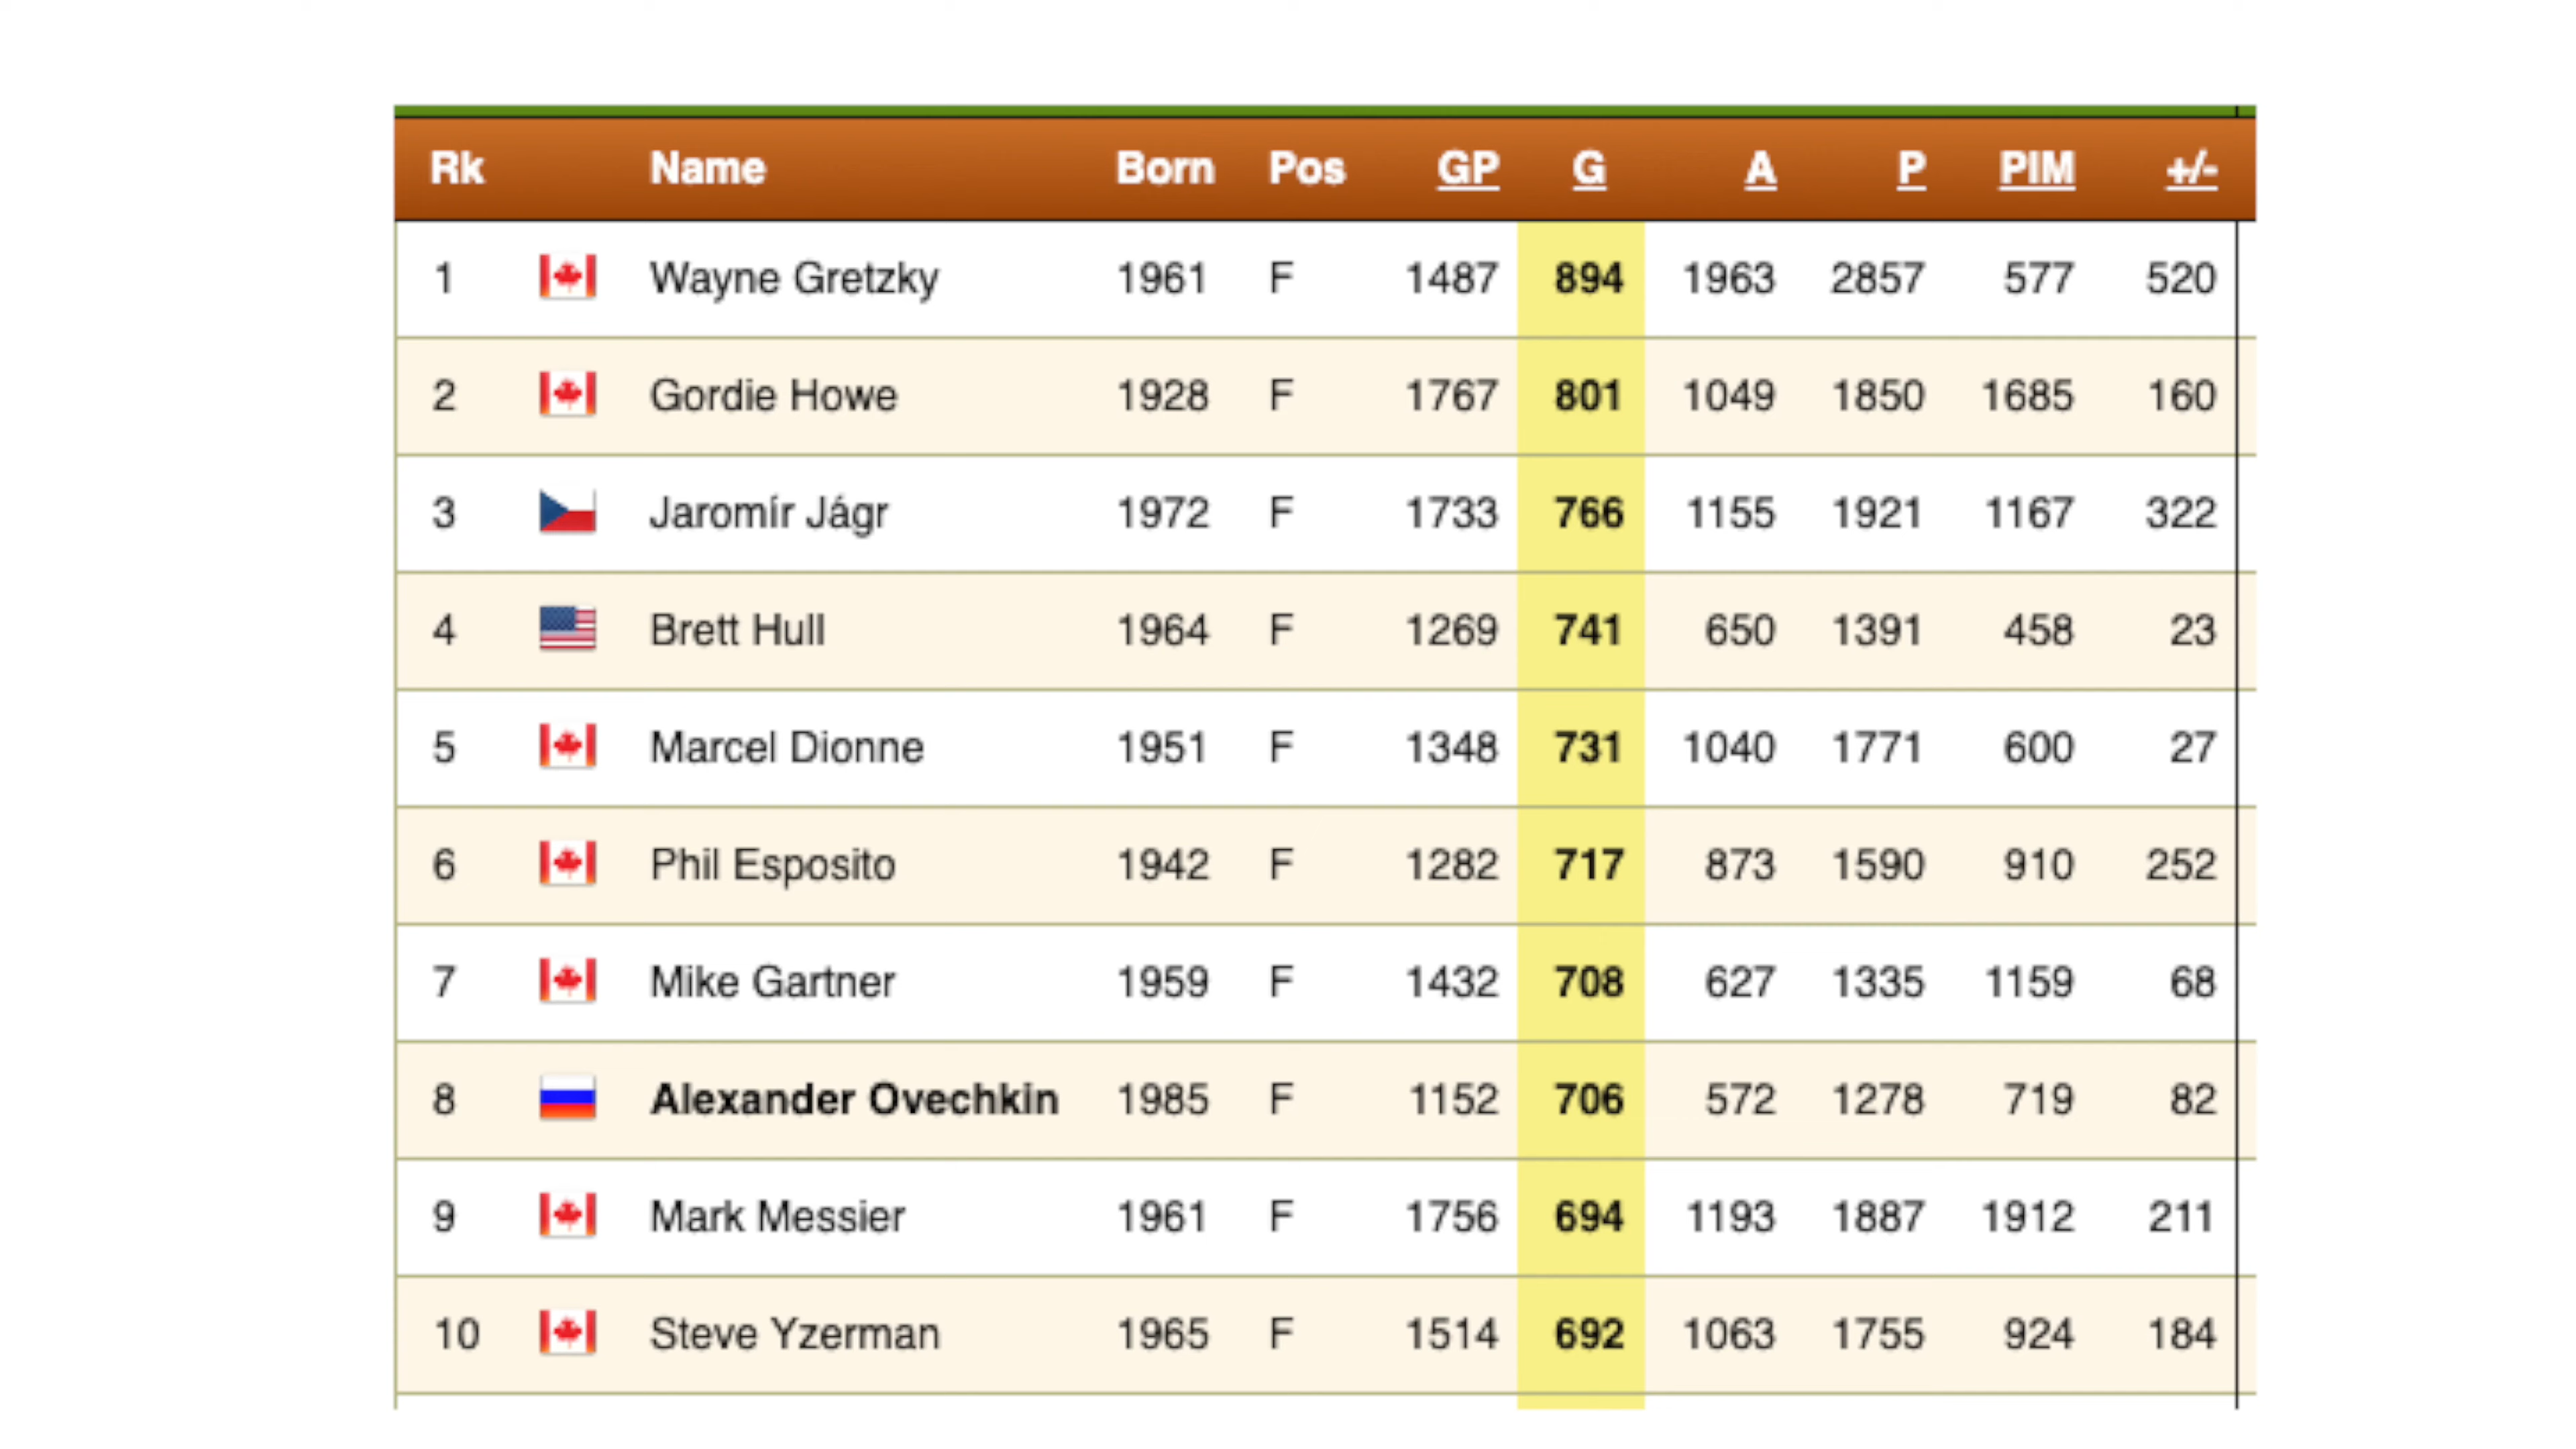 Rk Name Born Pos GP G A P PIM +/-
1 Wayne Gretzky 1961 F 1487 894 1963 2857 577 520
2 Gordie Howe 1928 F 1767 801 1049 1850 1685 160
3 Jaromír Jágr 1972 F 1733 766 1155 1921 1167 322
4 Brett Hull 1964 F 1269 741 650 1391 458 23
5 Marcel Dionne 1951 F 1348 731 1040 1771 600 27
6 Phil Esposito 1942 F 1282 717 873 1590 910 252
7 Mike Gartner 1959 F 1432 708 627 1335 1159 68
8 Alexander Ovechkin 1985 F 1152 706 572 1278 719 82
9 Mark Messier 1961 F 1756 694 1193 1887 1912 211
10 Steve Yzerman 1965 F 1514 692 1063 1755 924 184